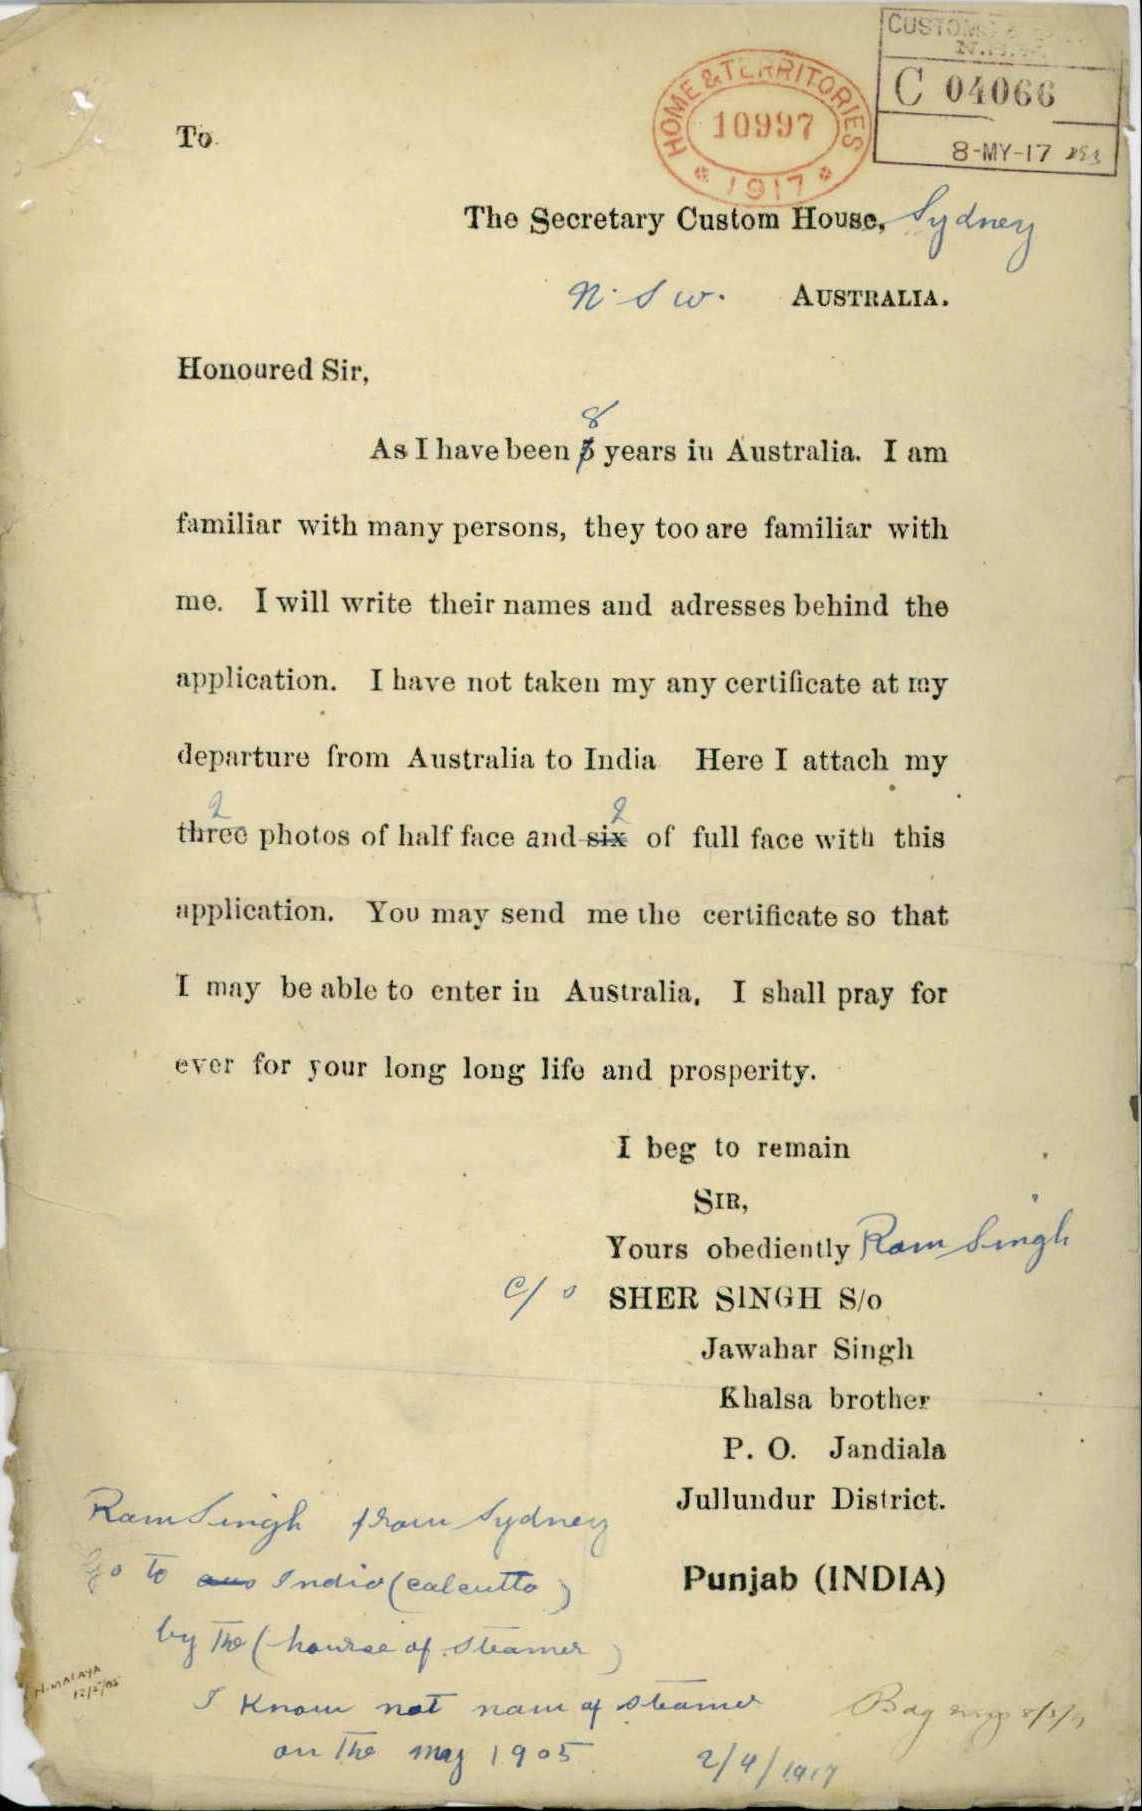 CUSTOMS
C 04066
8-MY-17
HOME & TERRITORIES
10997
1917
To
The Secretary Custom House, Sydney
N. S W. AUSTRALIA.
Honoured Sir,
8
As I have been years in Australia. I am
familiar with many persons, they too are familiar with
me. I will write their names and adresses behind the
application. I have not taken my any certificate at my
departure from Australia to India Here I attach my
2 2
three photos of half face and six of full face with this
application. You may send me the certificate so that
I may be able to enter in Australia, I shall pray for
ever for your long long life and prosperity.
I beg to remain
SIR,
Yours obediently Ram Singh
c/o SHER SINGH S/o
Jawahar Singh
Khalsa brother
P. O. Jandiala
Jullundur District.
Punjab (INDIA)
Ram Singh from Sydney
go to India (calcutta)
by The ( of steamer)
I Know not nam of steamer
on The may 1905
2/4/1917
H. MALAYA
12/5/05
Bag